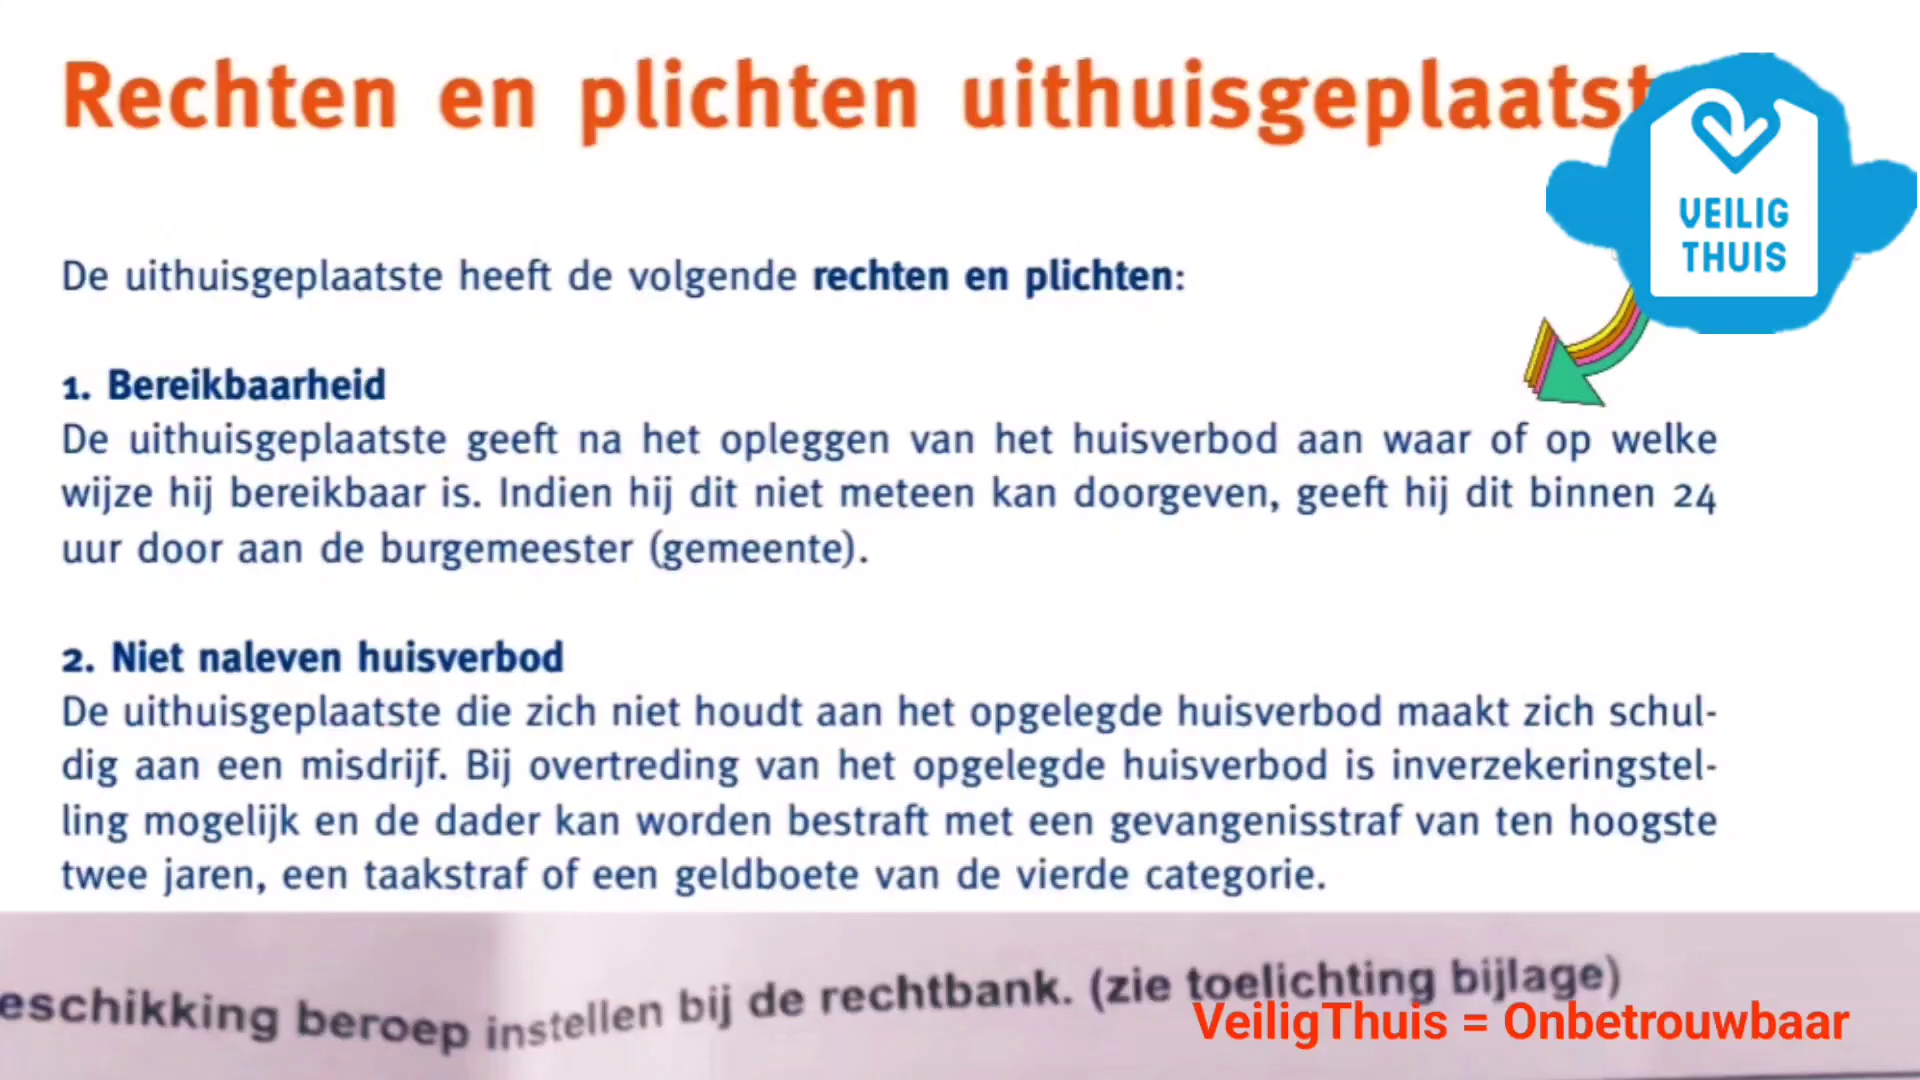 Rechten en plichten uithuisgeplaatst
VEILIG
THUIS
De uithuisgeplaatste heeft de volgende rechten en plichten:
1. Bereikbaarheid
De uithuisgeplaatste geeft na het opleggen van het huisverbod aan waar of op welke
wijze hij bereikbaar is. Indien hij dit niet meteen kan doorgeven, geeft hij dit binnen 24
uur door aan de burgemeester (gemeente).
2. Niet naleven huisverbod
De uithuisgeplaatste die zich niet houdt aan het opgelegde huisverbod maakt zich schul-
dig aan een misdrijf. Bij overtreding van het opgelegde huisverbod is inverzekeringstel-
ling mogelijk en de dader kan worden bestraft met een gevangenisstraf van ten hoogste
twee jaren, een taakstraf of een geldboete van de vierde categorie.
eschikking beroep instellen bij de rechtbank. (zie toelichting bijlage)
VeiligThuis = Onbetrouwbaar